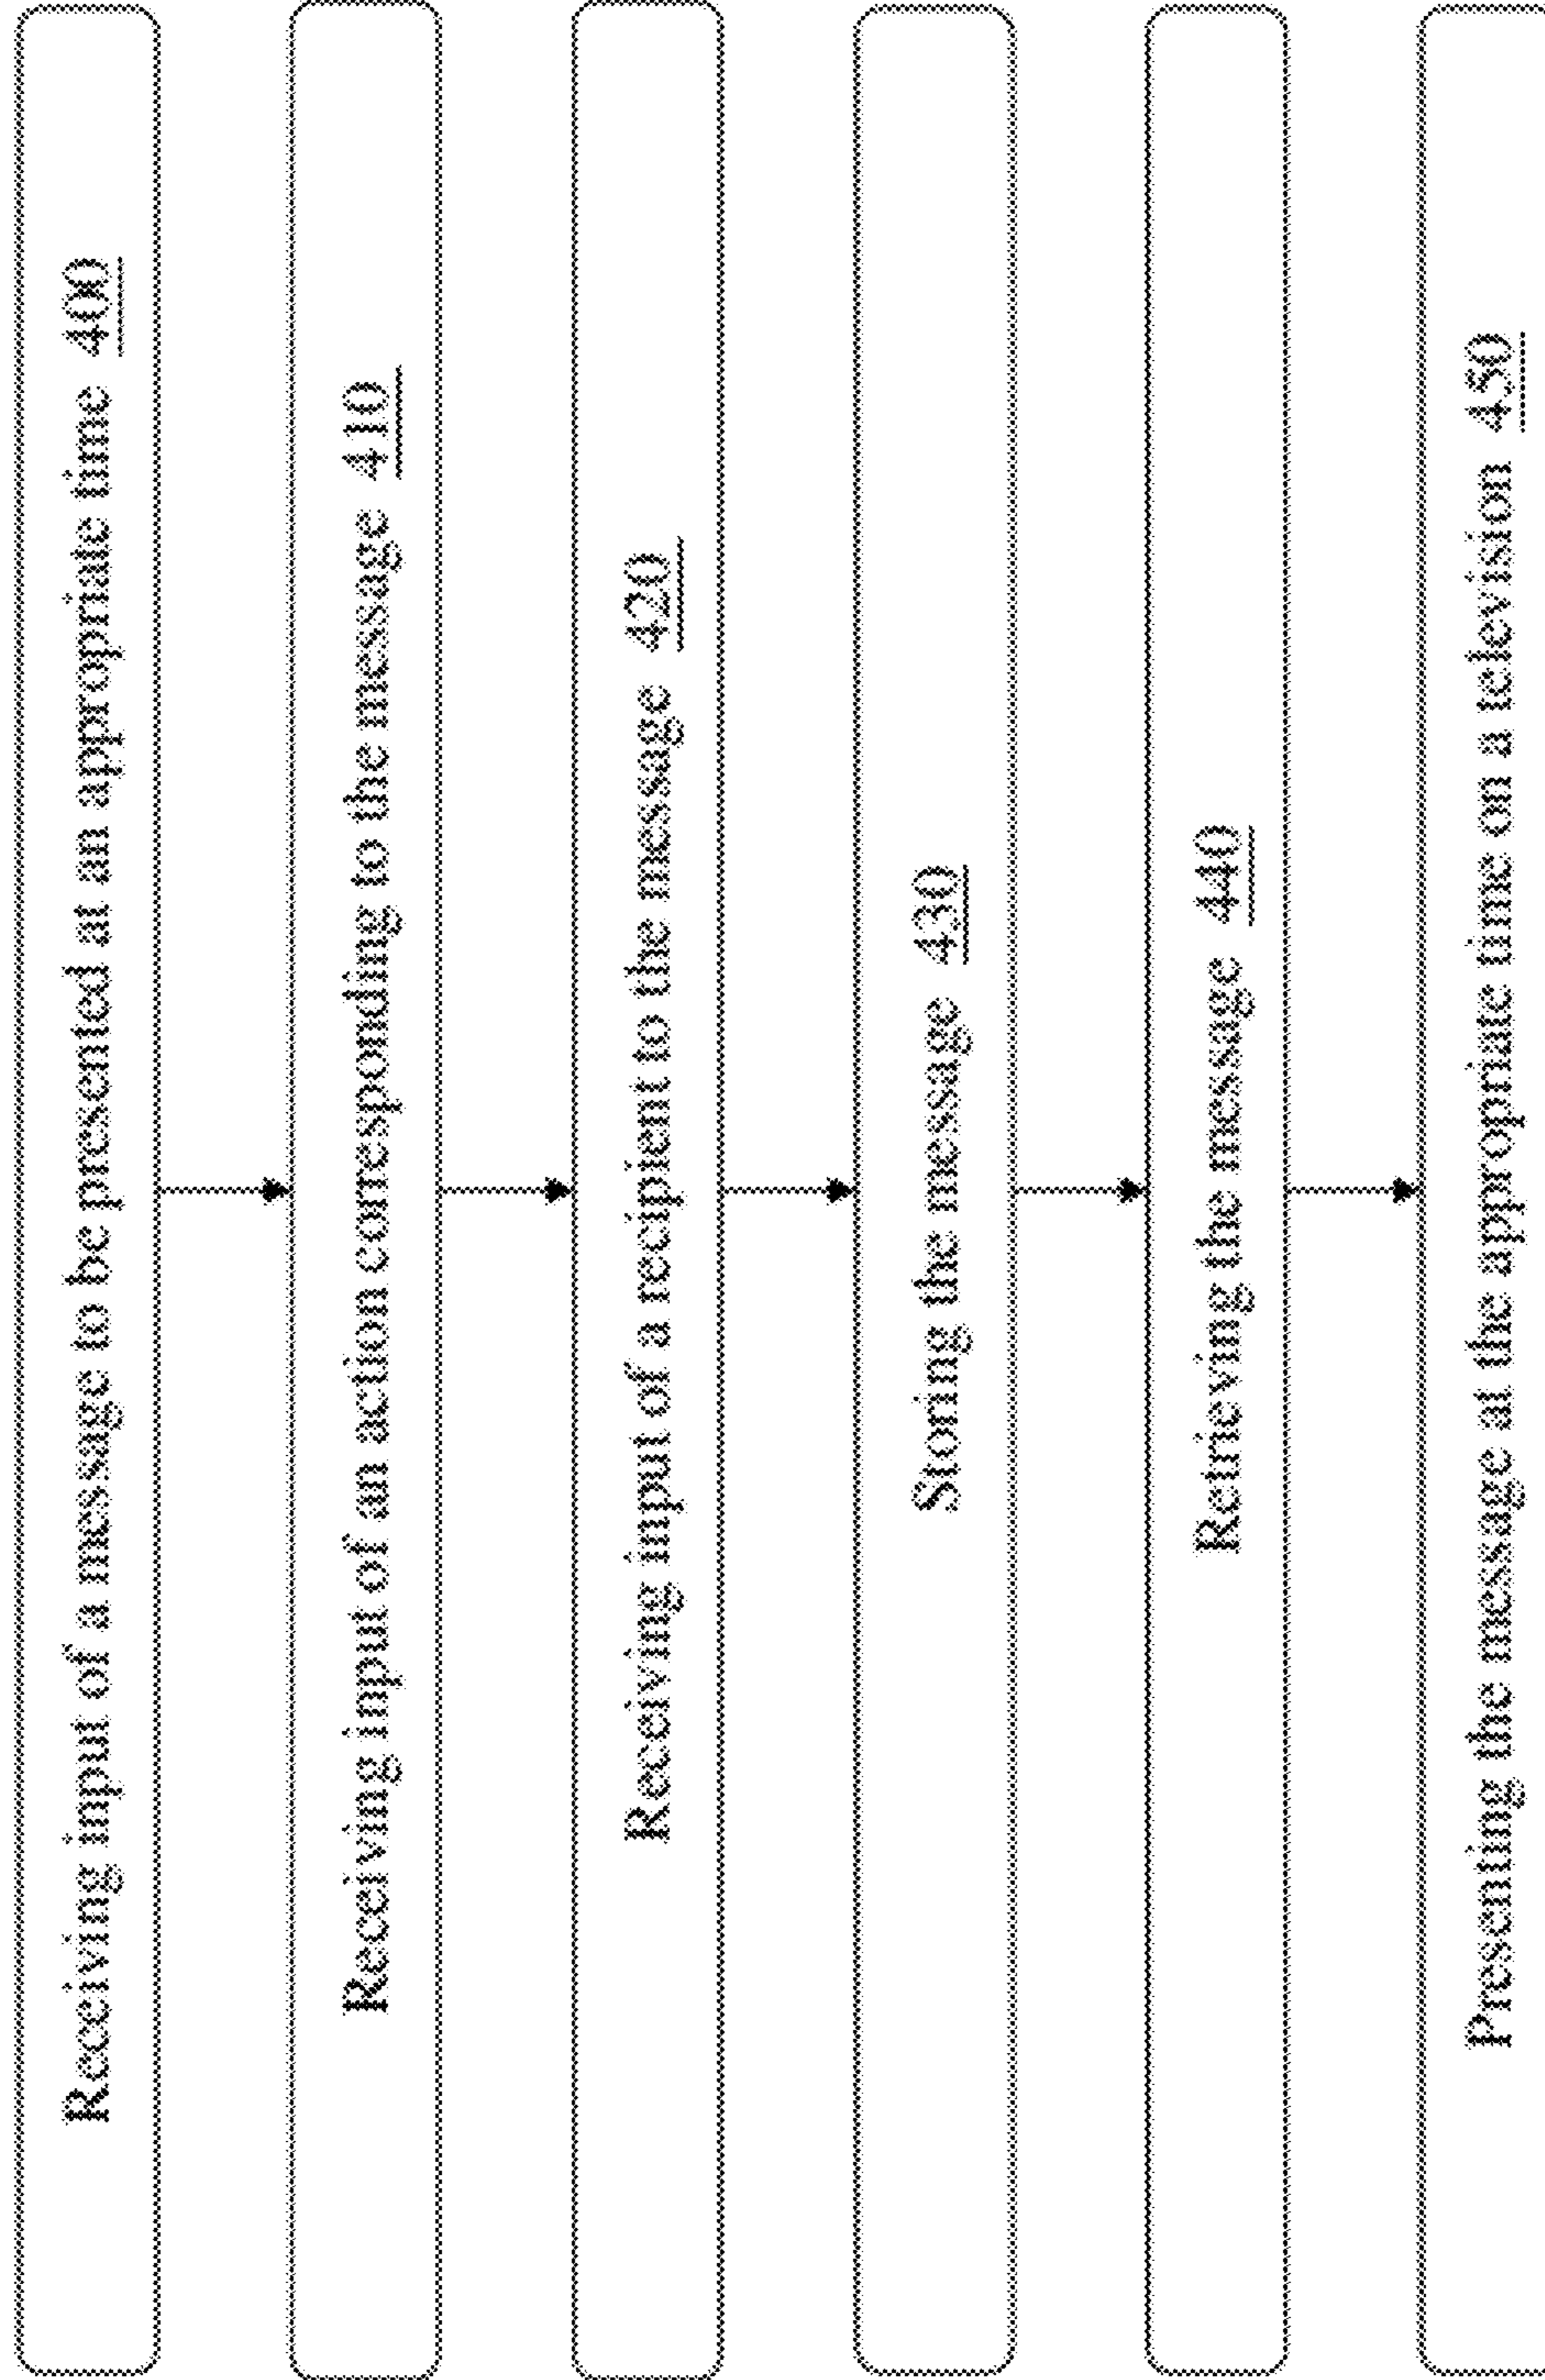 Receiving input of a message to be presented at an appropriate time 400
Receiving input of an action corresponding to the message 410
Receiving input of a recipient to the message 420
Storing the message 430
Retrieving the message 440
Presenting the message at the appropriate time on a television 450